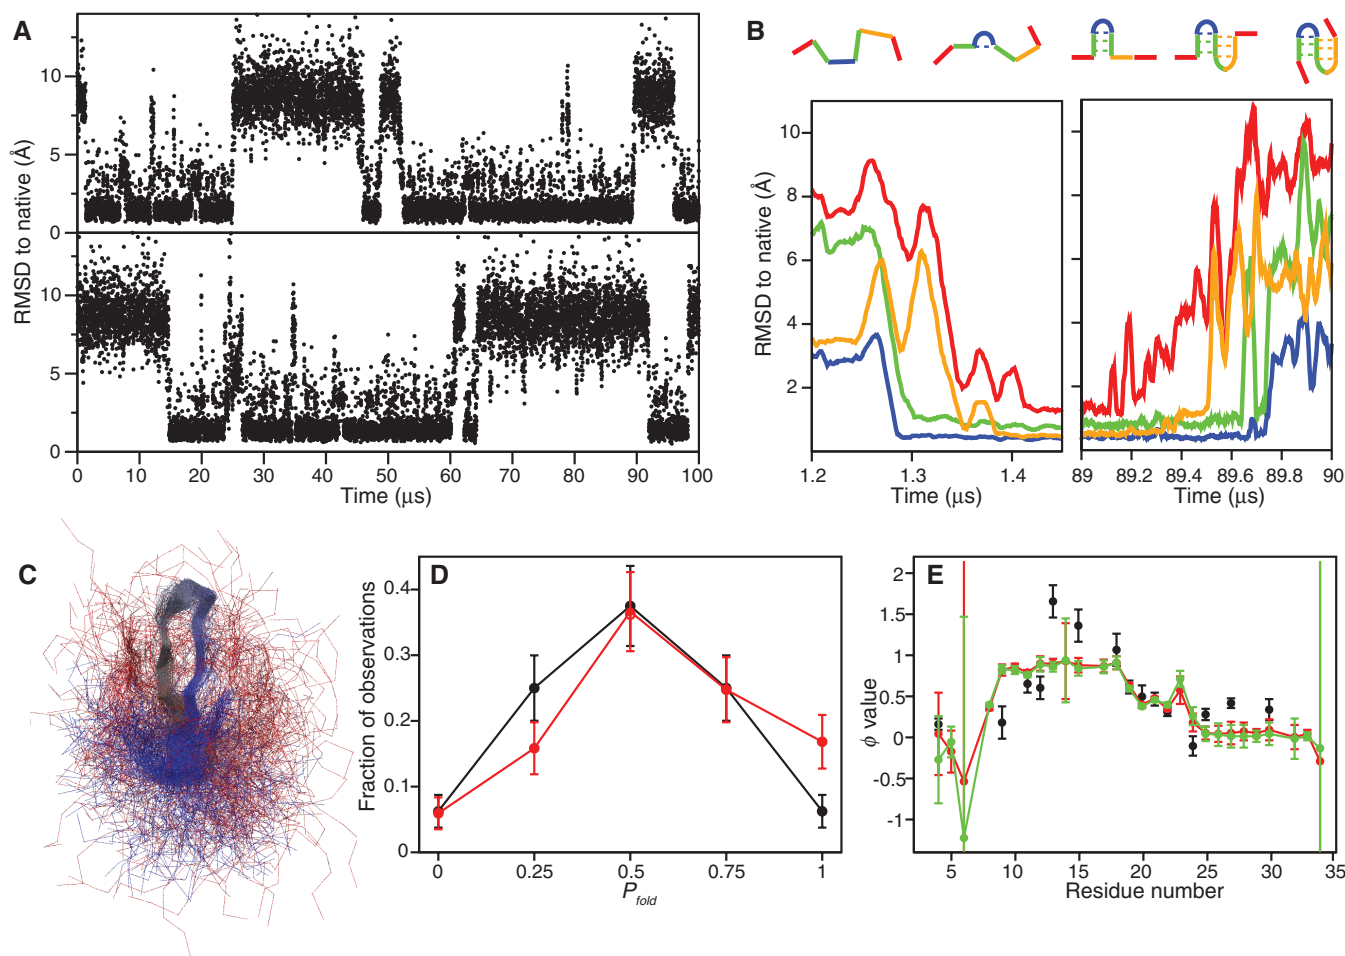 A
10
5
0
10
5
0
RMSD to native (Å)
0 10 20 30 40 50 60 70 80 90 100
Time (μs)
B
10
8
6
4
2
RMSD to native (Å)
1.2 1.3 1.4
Time (μs)
89 89.2 89.4 89.6 89.8 90
Time (μs)
C
D
0.4
0.3
0.2
0.1
0
Fraction of observations
0 0.25 0.5 0.75 1
Pfold
E
2
1.5
1
0.5
0
-0.5
-1
ϕ value
5 10 15 20 25 30 35
Residue number